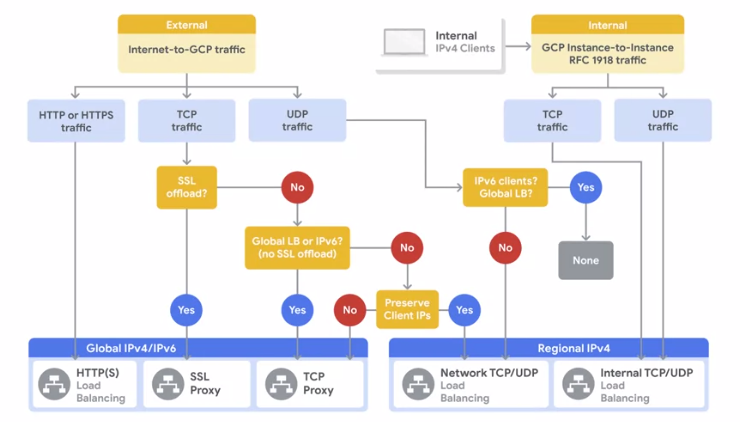 External
Internet-to-GCP traffic
Internal
IPv4 Clients
Internal
GCP Instance-to-Instance
RFC 1918 traffic
HTTP or HTTPS
traffic
TCP
traffic
UDP
traffic
TCP
traffic
UDP
traffic
SSL
offload?
No
IPv6 clients?
Global LB?
Yes
Global LB or IPv6?
(no SSL offload)
No
No
None
Yes
Yes
No
Preserve
Client IPs
Yes
Global IPv4/IPv6
HTTP(S)
Load
Balancing
SSL
Proxy
TCP
Proxy
Regional IPv4
Network TCP/UDP
Load
Balancing
Internal TCP/UDP
Load
Balancing